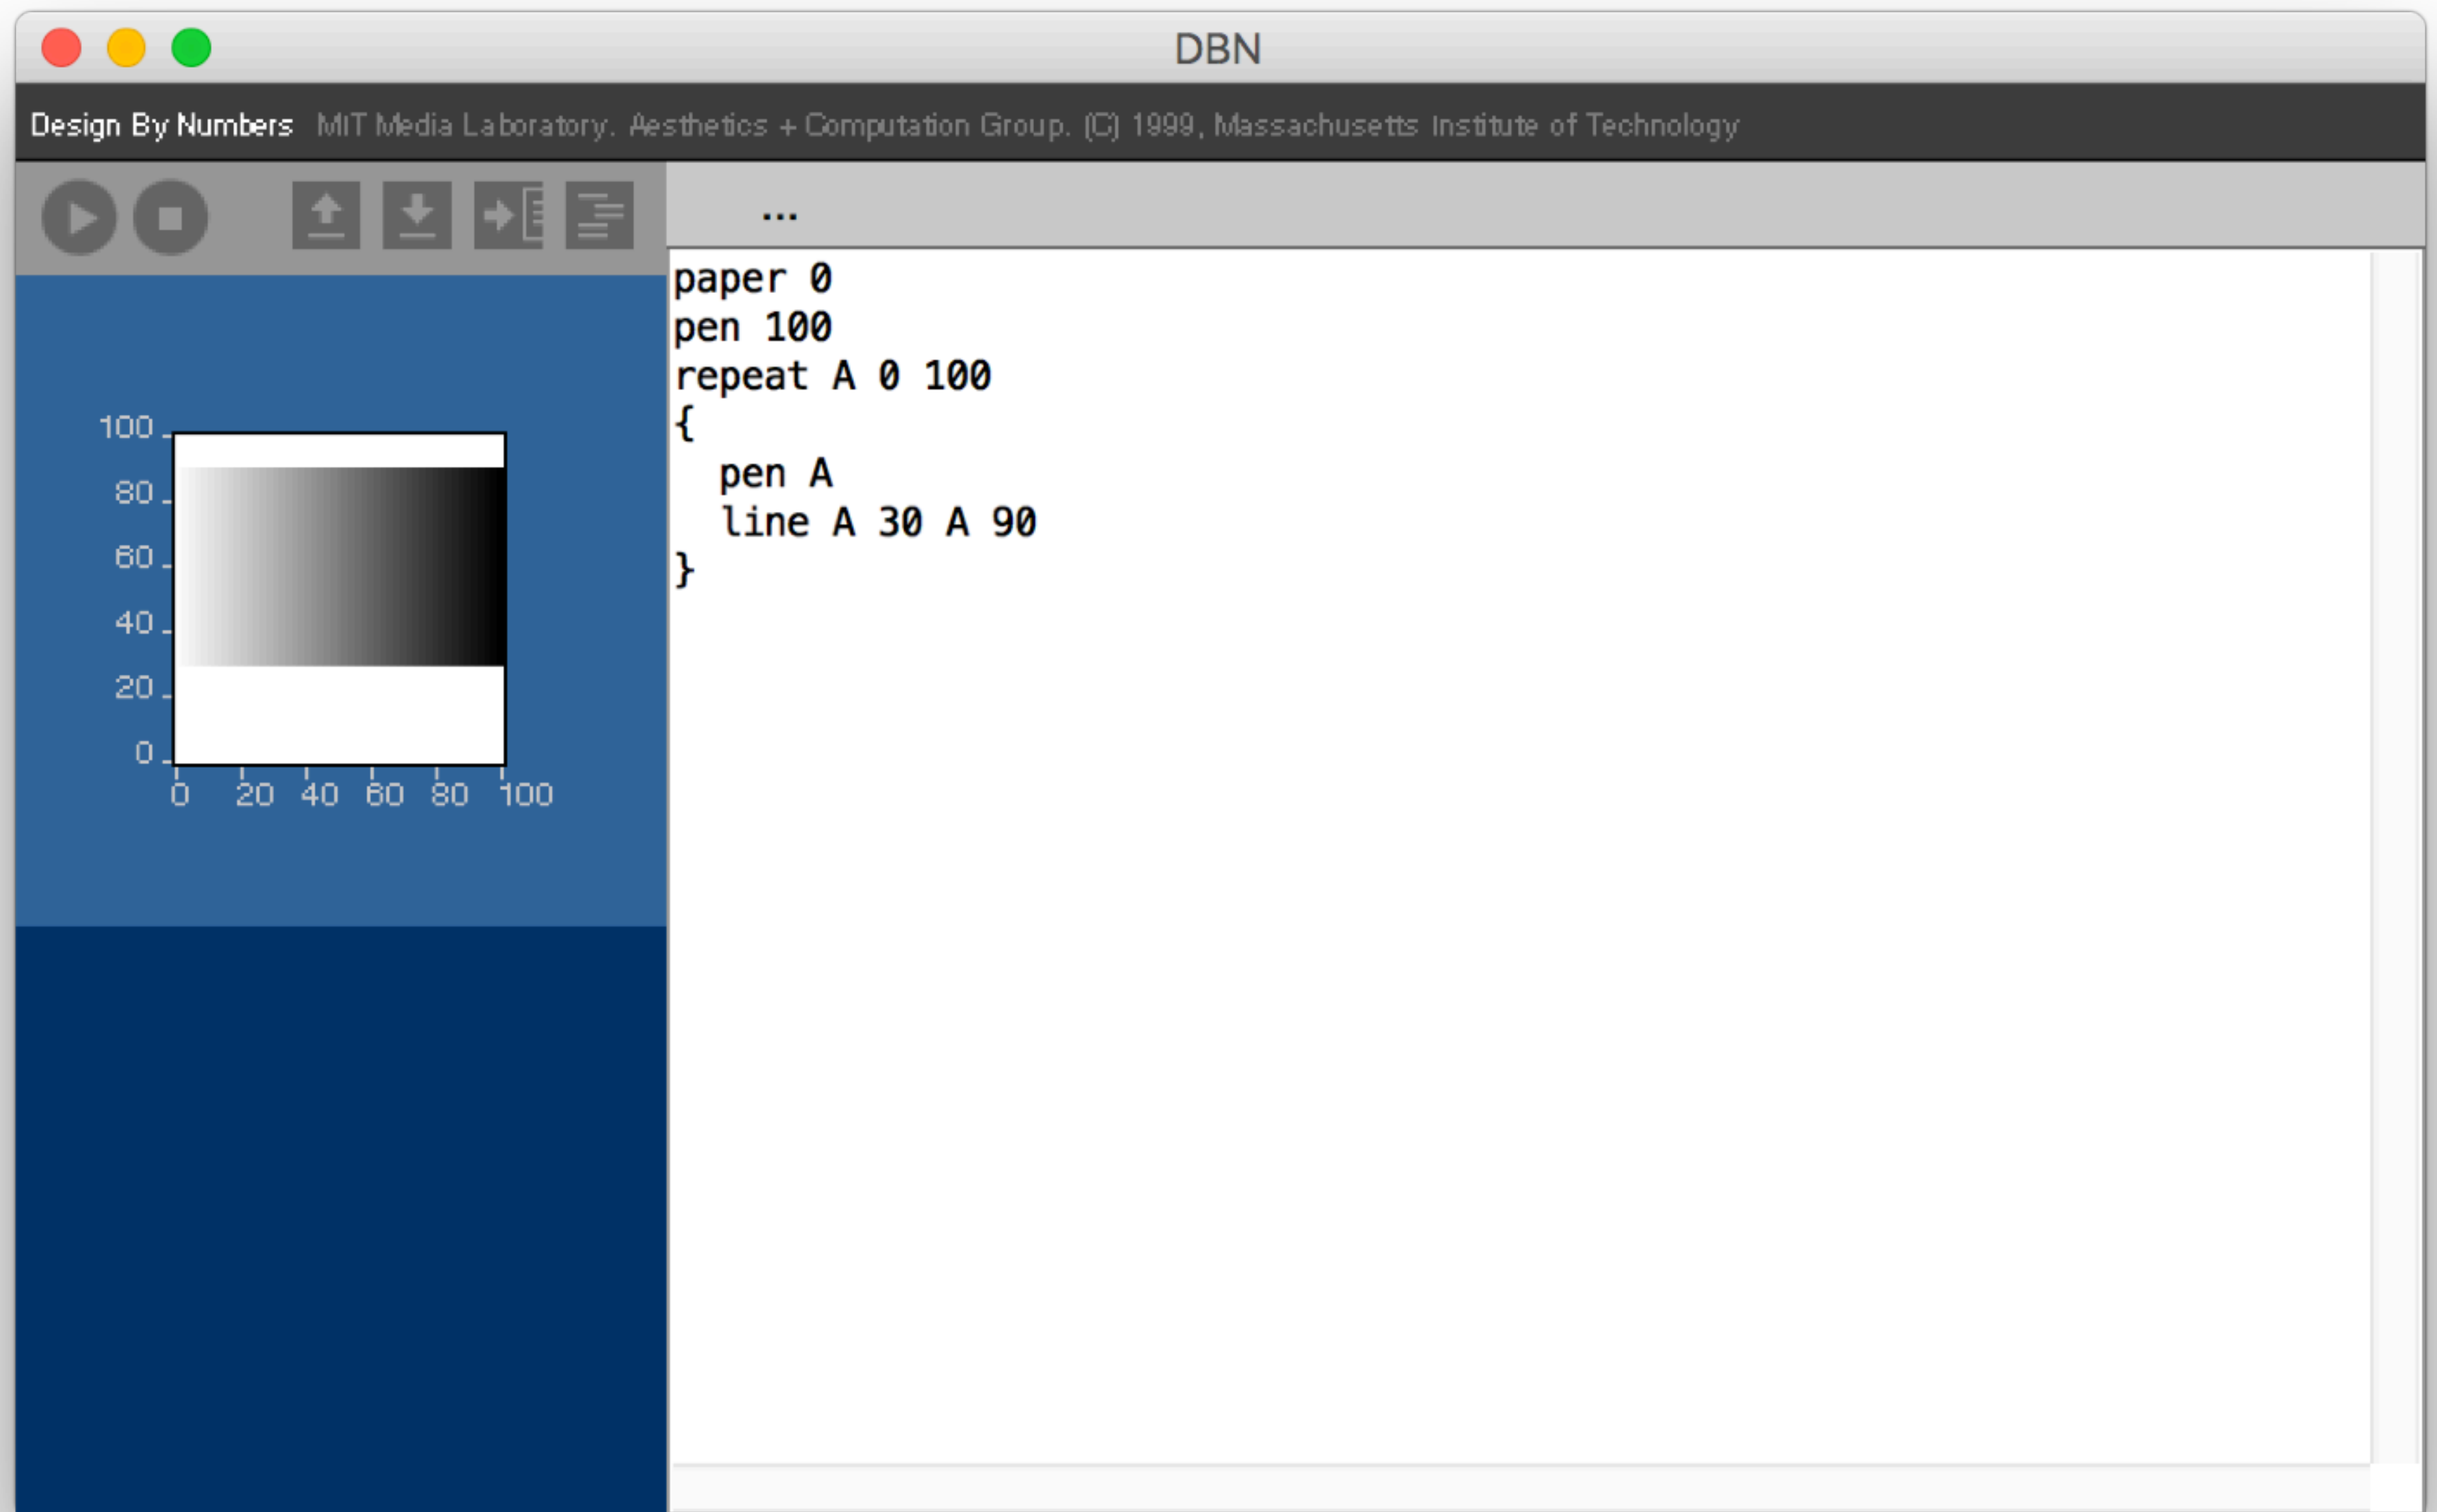 DBN
Design By Numbers MIT Media Laboratory. Aesthetics + Computation Group. (C) 1999, Massachusetts Institute of Technology
...
paper 0
pen 100
repeat A 0 100
{
  pen A
  line A 30 A 90
}
100
80
60
40
20
0
0 20 40 60 80 100